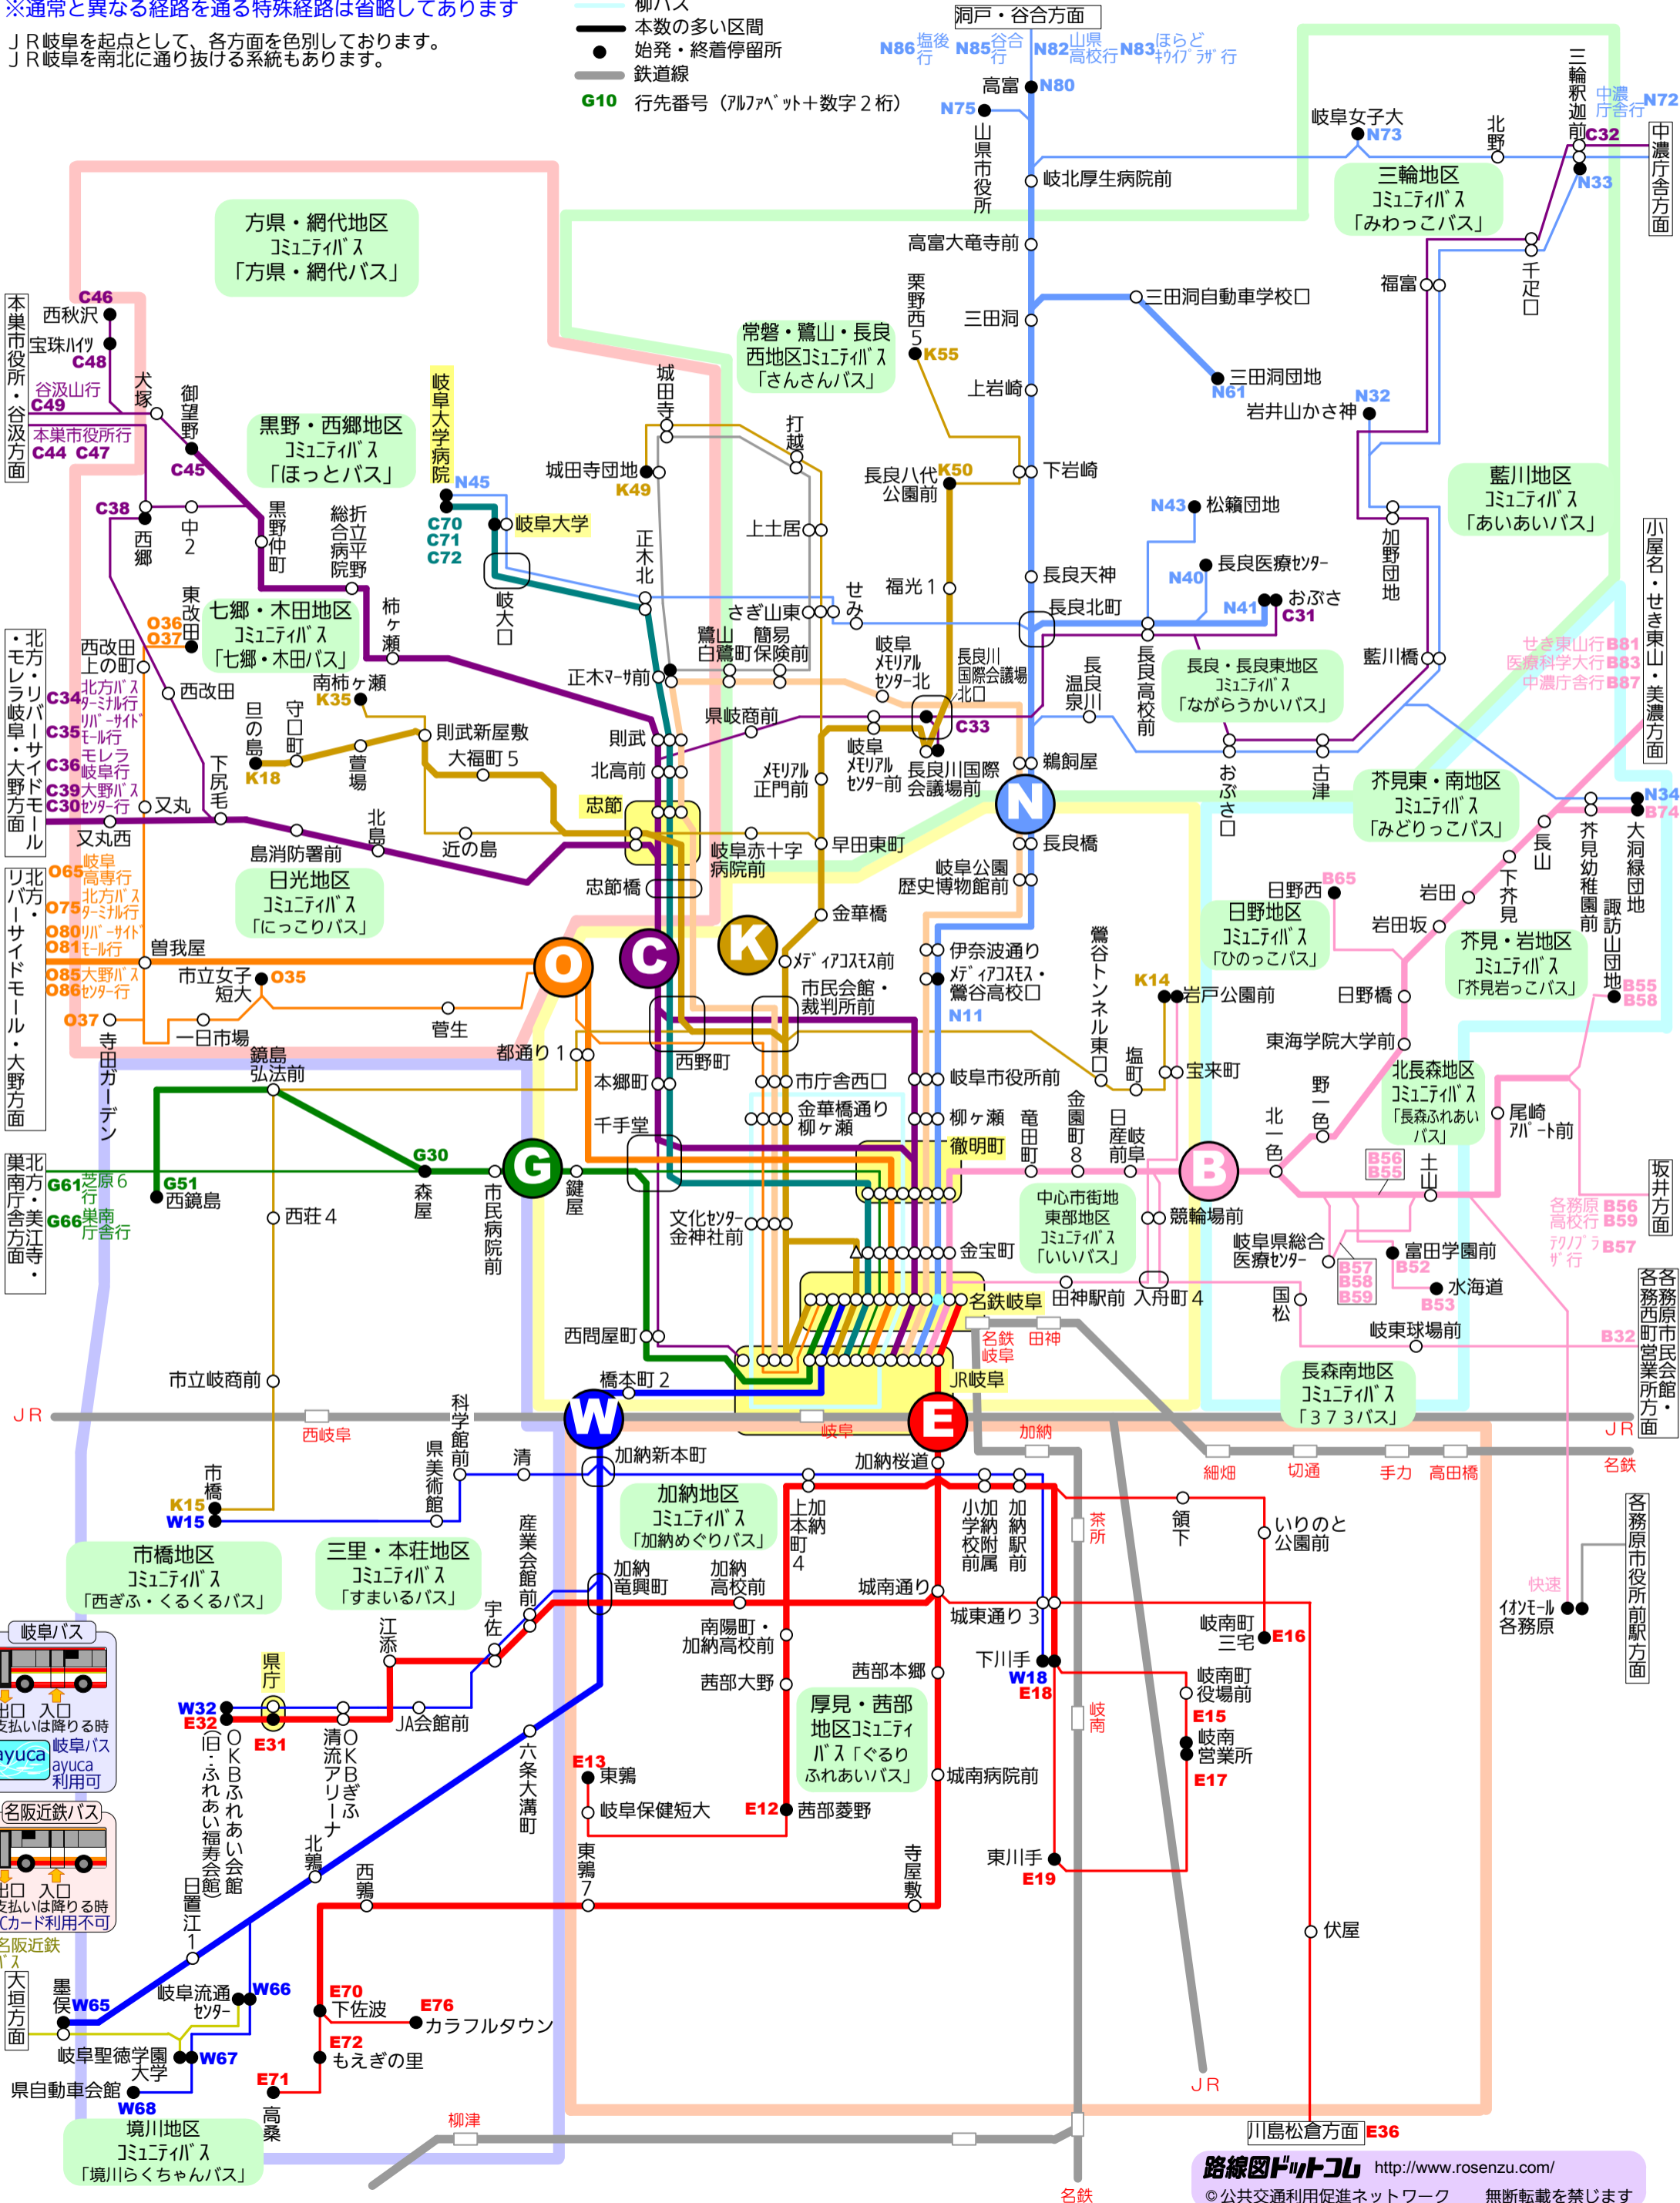 ※通常と異なる経路を通る特殊経路は省略してあります
ＪＲ岐阜を起点として、各方面を色別しております。
ＪＲ岐阜を南北に通り抜ける系統もあります。
柳バス
本数の多い区間
始発・終着停留所
鉄道線
G10 行先番号（ｱﾙﾌｧﾍﾞｯﾄ＋数字２桁）
洞戸・谷合方面
N86 塩後行
N85 谷合行
N82 山県高校行
N83 ほらどｷｳｲﾌﾟﾗｻﾞ行
高富 N80
N75 山県市役所
岐北厚生病院前
高富大竜寺前
三田洞
三田洞自動車学校口
三田洞団地
N61
上岩崎
下岩崎
岐阜女子大
N73
北野
三輪釈迦前
中濃庁舎行 N72
C32
N33
中濃庁舎方面
三輪地区
ｺﾐｭﾆﾃｨﾊﾞｽ
「みわっこバス」
千疋口
福富
岩井山かさ神
N32
藍川地区
ｺﾐｭﾆﾃｨﾊﾞｽ
「あいあいバス」
加野団地
藍川橋
方県・網代地区
ｺﾐｭﾆﾃｨﾊﾞｽ
「方県・網代バス」
本巣市役所・谷汲方面
C46
西秋沢
宝珠ﾊｲﾂ
C48
谷汲山行
C49
本巣市役所行
C44 C47
犬塚
御望野
C45
C38
西郷
中２
黒野仲町
黒野・西郷地区
ｺﾐｭﾆﾃｨﾊﾞｽ
「ほっとバス」
岐阜大学病院
N45
C70
C71
C72
岐阜大学
岐大口
折立平野総合病院
柿ヶ瀬
常磐・鷺山・長良
西地区ｺﾐｭﾆﾃｨﾊﾞｽ
「さんさんバス」
栗野西５
K55
城田寺
打越
城田寺団地
K49
長良八代公園前
K50
上土居
正木北
さぎ山東
せみ
福光１
鷺山白鷺町
簡易保険前
正木ﾏｰｻ前
岐阜ﾒﾓﾘｱﾙｾﾝﾀｰ北
長良川国際会議場北口
C33
県岐商前
岐阜ﾒﾓﾘｱﾙｾﾝﾀｰ前
長良川国際会議場前
ﾒﾓﾘｱﾙ正門前
N43 松籟団地
N40 長良医療ｾﾝﾀｰ
N41 おぶさ
C31
長良天神
長良北町
長良高校前
長良川温泉
長良・長良東地区
ｺﾐｭﾆﾃｨﾊﾞｽ
「ながらうかいバス」
おぶさ口
古津
鵜飼屋
N
長良橋
岐阜公園歴史博物館前
小屋名・せき東山・美濃方面
せき東山行 B81
医療科学大行 B83
中濃庁舎行 B87
芥見東・南地区
ｺﾐｭﾆﾃｨﾊﾞｽ
「みどりっこバス」
N34
B74
大洞緑団地
芥見幼稚園前
長山
下芥見
岩田
岩田坂
日野西
B65
日野地区
ｺﾐｭﾆﾃｨﾊﾞｽ
「ひのっこバス」
芥見・岩地区
ｺﾐｭﾆﾃｨﾊﾞｽ
「芥見岩っこバス」
諏訪山団地
B55
B58
日野橋
東海学院大学前
北長森地区
ｺﾐｭﾆﾃｨﾊﾞｽ
「長森ふれあいバス」
野一色
北一色
尾崎ｱﾊﾟｰﾄ前
坂井方面
B56
B55
土山
各務原高校行 B56
B59
ﾃｸﾉﾌﾟﾗｻﾞ行 B57
岐阜県総合医療ｾﾝﾀｰ
富田学園前
B52
B57
B58
B59
水海道
B53
七郷・木田地区
ｺﾐｭﾆﾃｨﾊﾞｽ
「七郷・木田バス」
東改田
O36
O37
西改田上の町
西改田
北方・リバーサイドモール・モレラ岐阜・大野方面
C34 北方ﾊﾞｽﾀｰﾐﾅﾙ行
C35 ﾘﾊﾞｰｻｲﾄﾞﾓｰﾙ行
C36 モレラ岐阜行
C39 大野ﾊﾞｽ
C30 ｾﾝﾀｰ行
又丸
又丸西
下尻毛
島消防署前
北島
旦の島
K18
守口町
萱場
南柿ヶ瀬
K35
則武新屋敷
大福町５
近の島
則武
北高前
忠節
忠節橋
岐阜赤十字病院前
早田東町
金華橋
日光地区
ｺﾐｭﾆﾃｨﾊﾞｽ
「にっこりバス」
北方・リバーサイドモール・大野方面
O65 岐阜高専行
O75 北方ﾊﾞｽﾀｰﾐﾅﾙ行
O80 ﾘﾊﾞｰｻｲﾄﾞ
O81 ﾓｰﾙ行
O85 大野ﾊﾞｽ
O86 ｾﾝﾀｰ行
曽我屋
市立女子短大
O35
O37
寺田ガーデン
一日市場
菅生
O
C
K
ﾒﾃﾞｨｱｺｽﾓｽ前
市民会館・裁判所前
西野町
伊奈波通り
ﾒﾃﾞｨｱｺｽﾓｽ・鶯谷高校口
N11
鶯谷トンネル東口
K14
岩戸公園前
塩町
宝来町
都通り１
本郷町
千手堂
市庁舎西口
岐阜市役所前
金華橋通り柳ヶ瀬
柳ヶ瀬
徹明町
竜田町
金園町８
岐阜日産前
B
鏡島弘法前
G
G30
森屋
G51
西鏡島
市民病院前
鍵屋
北方・美江寺・巣南庁舎方面
G61 芝原６行
G66 巣南庁舎行
西荘４
市立岐商前
文化ｾﾝﾀｰ金神社前
金宝町
名鉄岐阜
JR岐阜
中心市街地東部地区
ｺﾐｭﾆﾃｨﾊﾞｽ
「いいバス」
競輪場前
田神駅前
入舟町４
国松
岐東球場前
B32
各務原市民会館・各務西町営業所方面
長森南地区
ｺﾐｭﾆﾃｨﾊﾞｽ
「３７３バス」
西問屋町
橋本町２
W
E
名鉄岐阜
田神
ＪＲ
西岐阜
岐阜
加納
細畑
切通
手力
高田橋
ＪＲ
名鉄
科学館前
県美術館
清
加納新本町
加納桜道
市橋
K15
W15
市橋地区
ｺﾐｭﾆﾃｨﾊﾞｽ
「西ぎふ・くるくるバス」
三里・本荘地区
ｺﾐｭﾆﾃｨﾊﾞｽ
「すまいるバス」
加納地区
ｺﾐｭﾆﾃｨﾊﾞｽ
「加納めぐりバス」
産業会館前
加納竜興町
加納高校前
加納上本町４
加納附属小学校前
加納駅前
茶所
領下
いりのと公園前
城南通り
城東通り３
岐南町三宅
E16
快速
ｲｵﾝﾓｰﾙ各務原
各務原市役所前駅方面
宇佐
江添
県庁
W32
E32
E31
JA会館前
ＯＫＢぎふ清流アリーナ
ＯＫＢふれあい会館
(旧：ふれあい福寿会館)
南陽町・加納高校前
茜部大野
茜部本郷
厚見・茜部
地区ｺﾐｭﾆﾃｨ
ﾊﾞｽ「ぐるり
ふれあいバス」
下川手
W18
E18
岐南
岐南町役場前
E15
岐南営業所
E17
六条大溝町
E13
東鶉
岐阜保健短大
E12 茜部菱野
城南病院前
東川手
E19
東鶉７
寺屋敷
西鶉
北鶉
日置江１
伏屋
岐阜バス
出口 入口
支払いは降りる時
ayuca
岐阜バス
ayuca
利用可
名阪近鉄バス
出口 入口
支払いは降りる時
ICカード利用不可
名阪近鉄バス
大垣方面
墨俣
W65
岐阜流通ｾﾝﾀｰ
W66
岐阜聖徳学園大学
W67
県自動車会館
W68
境川地区
ｺﾐｭﾆﾃｨﾊﾞｽ
「境川らくちゃんバス」
E70
下佐波
E76
カラフルタウン
E72
もえぎの里
E71
高桑
柳津
ＪＲ
名鉄
川島松倉方面 E36
路線図ドットコム http://www.rosenzu.com/
©公共交通利用促進ネットワーク 無断転載を禁じます